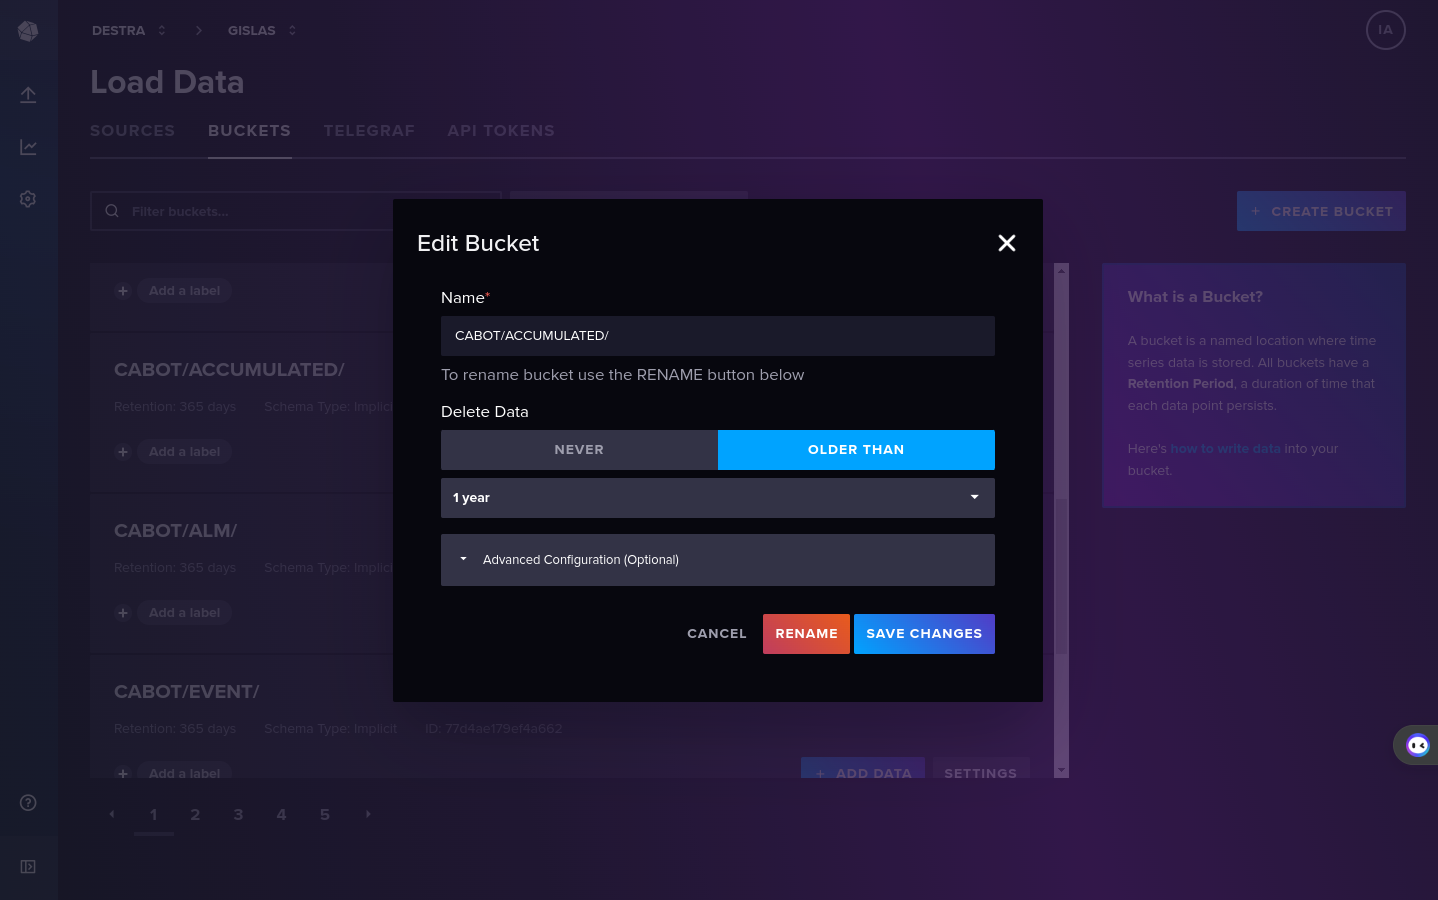 DESTRA
GISLAS
IA
Load Data
SOURCES
BUCKETS
TELEGRAF
API TOKENS
Filter buckets...
+ CREATE BUCKET
+ Add a label
CABOT/ACCUMULATED/
Retention: 365 days
Schema Type: Implici
+ Add a label
CABOT/ALM/
Retention: 365 days
Schema Type: Implici
+ Add a label
CABOT/EVENT/
Retention: 365 days
Schema Type: Implicit
ID: 77d4ae179ef4a662
+ Add a label
+ ADD DATA
SETTINGS
1
2
3
4
5
Edit Bucket
Name*
CABOT/ACCUMULATED/
To rename bucket use the RENAME button below
Delete Data
NEVER
OLDER THAN
1 year
Advanced Configuration (Optional)
CANCEL
RENAME
SAVE CHANGES
What is a Bucket?
A bucket is a named location where time
series data is stored. All buckets have a
Retention Period, a duration of time that
each data point persists.
Here's how to write data into your
bucket.